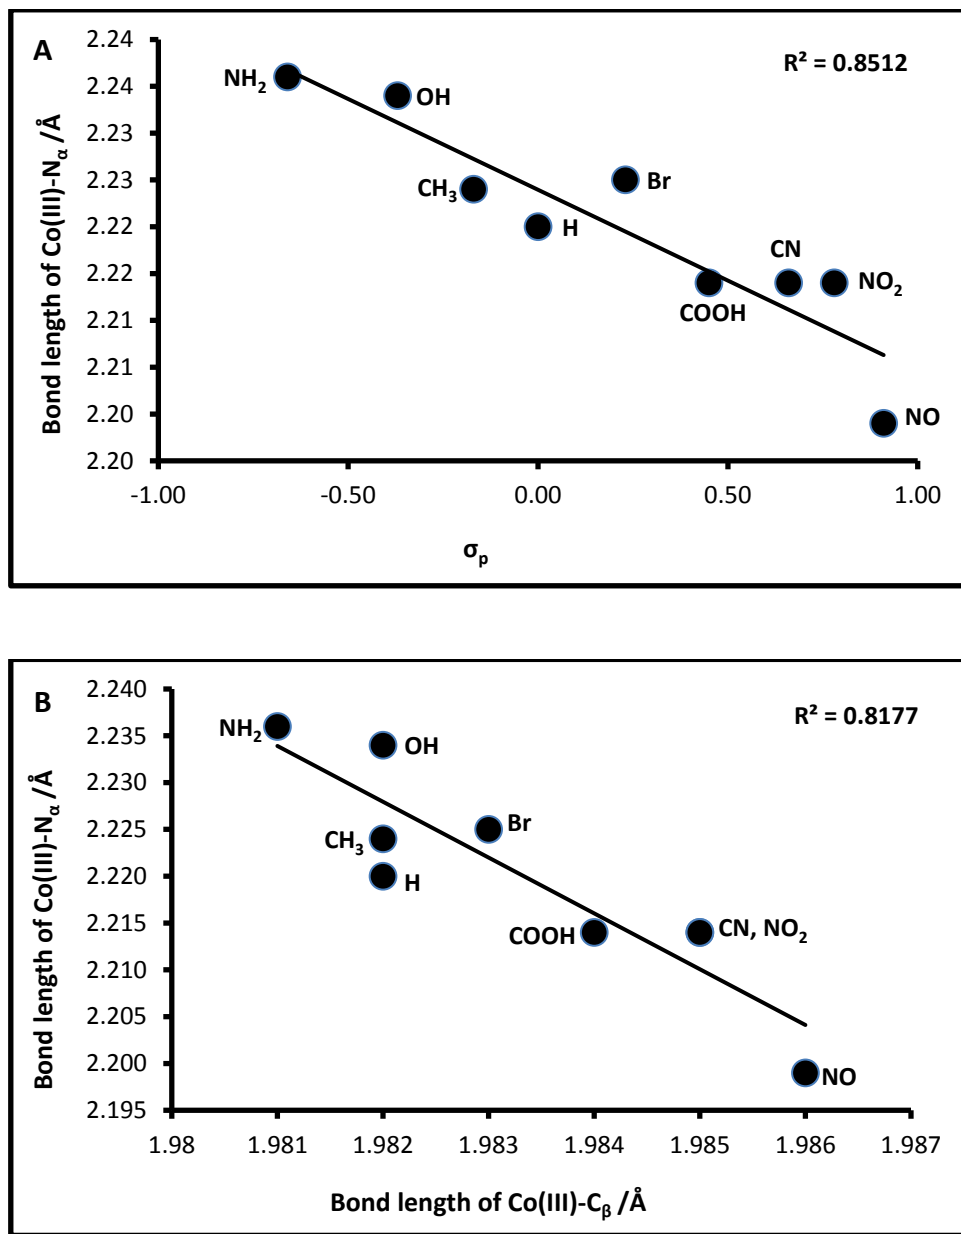 A
R² = 0.8512
Bond length of Co(III)-Nα /Å
2.24
2.24
2.23
2.23
2.22
2.22
2.21
2.21
2.20
2.20
NH₂
OH
CH₃
H
Br
COOH
CN
NO₂
NO
-1.00 -0.50 0.00 0.50 1.00
σₚ
B
R² = 0.8177
Bond length of Co(III)-Nα /Å
2.240
2.235
2.230
2.225
2.220
2.215
2.210
2.205
2.200
2.195
NH₂
OH
CH₃
H
Br
COOH
CN, NO₂
NO
1.98 1.981 1.982 1.983 1.984 1.985 1.986 1.987
Bond length of Co(III)-Cᵦ /Å